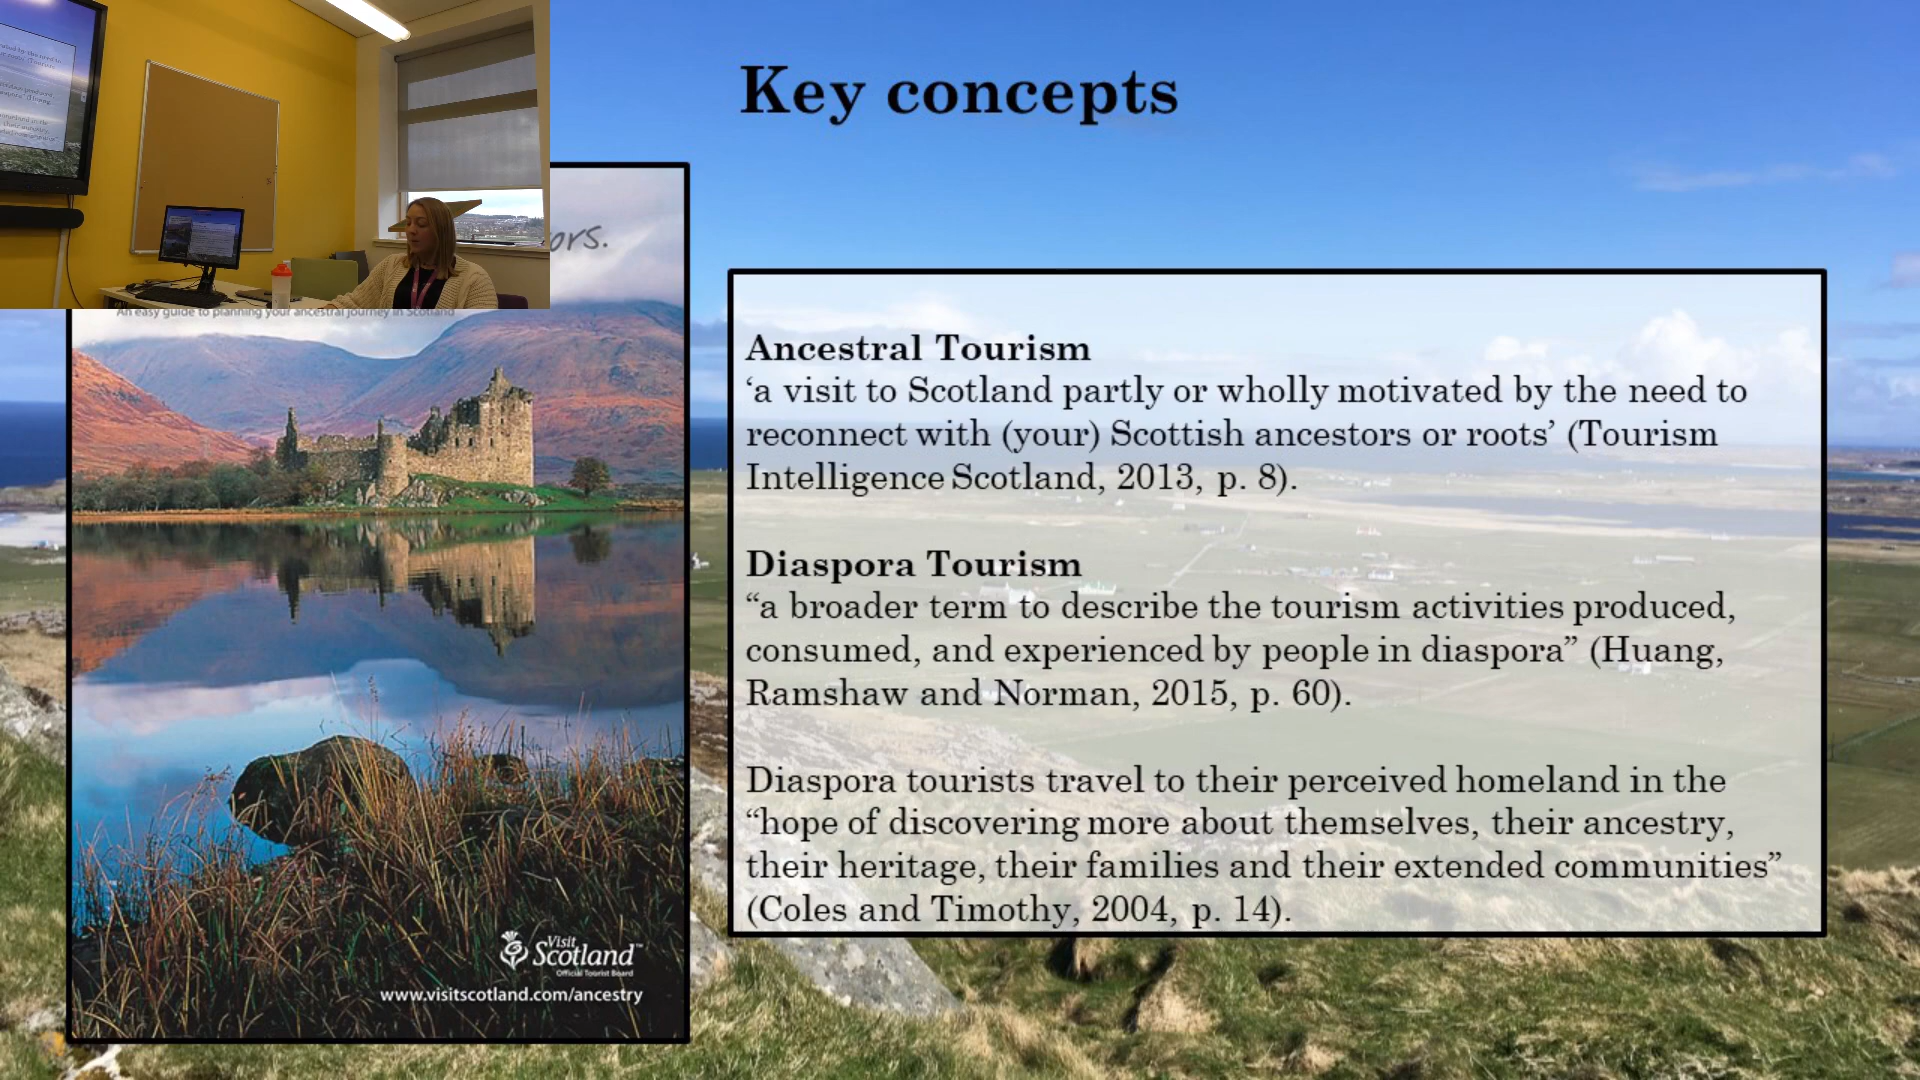 Key concepts
ors.
An easy guide to planning your ancestral journey in Scotland
Visit
Scotland™
Official Tourist Board
www.visitscotland.com/ancestry
Ancestral Tourism
‘a visit to Scotland partly or wholly motivated by the need to
reconnect with (your) Scottish ancestors or roots’ (Tourism
Intelligence Scotland, 2013, p. 8).
Diaspora Tourism
“a broader term to describe the tourism activities produced,
consumed, and experienced by people in diaspora” (Huang,
Ramshaw and Norman, 2015, p. 60).
Diaspora tourists travel to their perceived homeland in the
“hope of discovering more about themselves, their ancestry,
their heritage, their families and their extended communities”
(Coles and Timothy, 2004, p. 14).